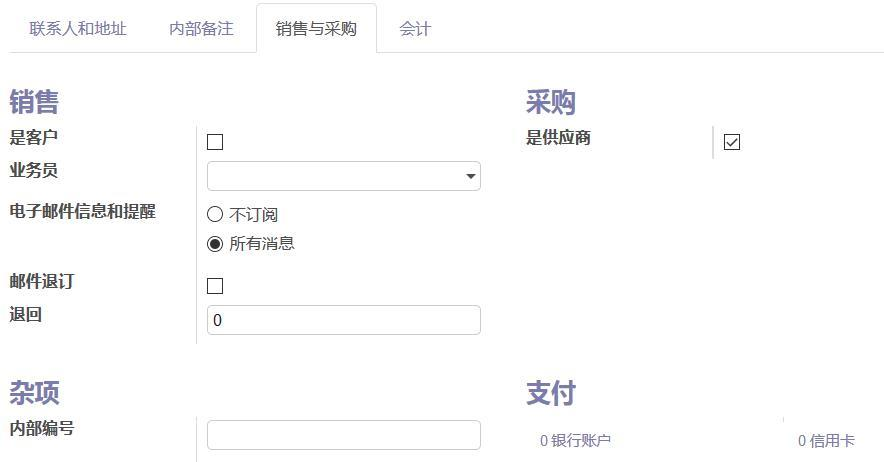 联系人和地址 内部备注 销售与采购 会计
销售
是客户
业务员
电子邮件信息和提醒
不订阅
所有消息
邮件退订
退回
0
采购
是供应商
杂项
内部编号
支付
0 银行账户
0 信用卡